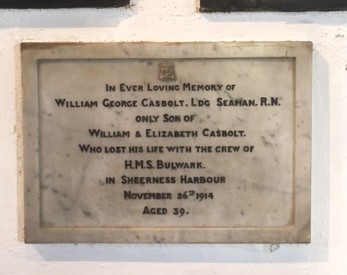 IN EVER LOVING MEMORY OF
WILLIAM GEORGE CASBOLT. LDG SEAMAN. R.N.
ONLY SON OF
WILLIAM & ELIZABETH CASBOLT.
WHO LOST HIS LIFE WITH THE CREW OF
H.M.S. BULWARK.
IN SHEERNESS HARBOUR
NOVEMBER 26TH 1914
AGED 39.